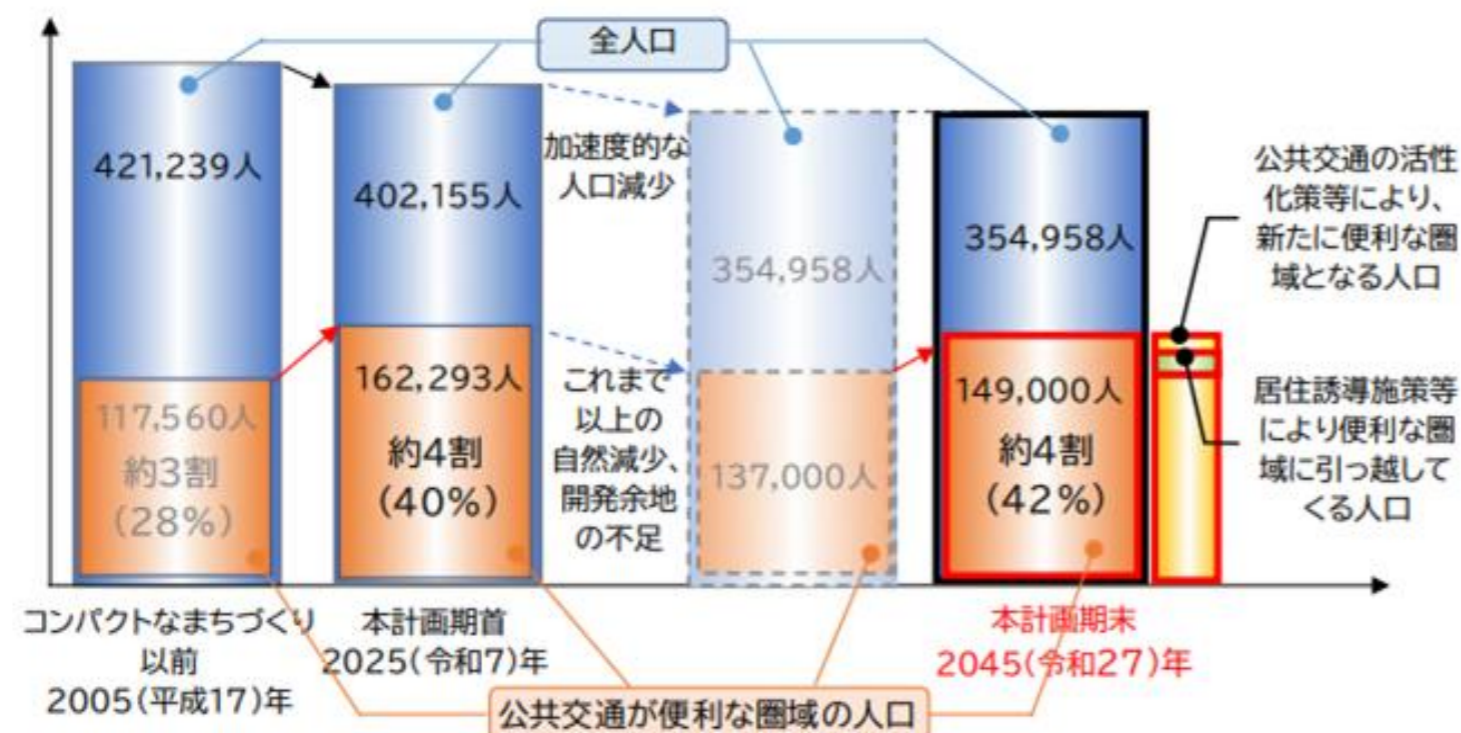 全人口
421,239人
117,560人
約3割
(28%)
402,155人
162,293人
約4割
(40%)
加速度的な
人口減少
これまで
以上の
自然減少、
開発余地
の不足
354,958人
137,000人
354,958人
149,000人
約4割
(42%)
公共交通の活性
化策等により、
新たに便利な圏
域となる人口
居住誘導施策等
により便利な圏
域に引っ越して
くる人口
コンパクトなまちづくり
以前
2005(平成17)年
本計画期首
2025(令和7)年
本計画期末
2045(令和27)年
公共交通が便利な圏域の人口